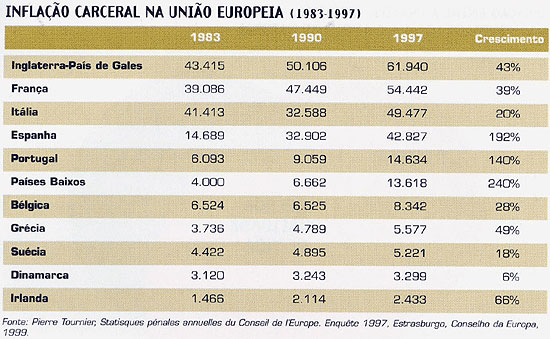 INFLAÇÃO CARCERAL NA UNIÃO EUROPEIA (1983-1997)
1983 1990 1997 Crescimento
Inglaterra-País de Gales 43.415 50.106 61.940 43%
França 39.086 47.449 54.442 39%
Itália 41.413 32.588 49.477 20%
Espanha 14.689 32.902 42.827 192%
Portugal 6.093 9.059 14.634 140%
Países Baixos 4.000 6.662 13.618 240%
Bélgica 6.524 6.525 8.342 28%
Grécia 3.736 4.789 5.577 49%
Suécia 4.422 4.895 5.221 18%
Dinamarca 3.120 3.243 3.299 6%
Irlanda 1.466 2.114 2.433 66%
Fonte: Pierre Tournier, Statisques pénales annuelles du Conseil de l'Europe. Enquête 1997, Estrasburgo, Conselho da Europa,
1999.